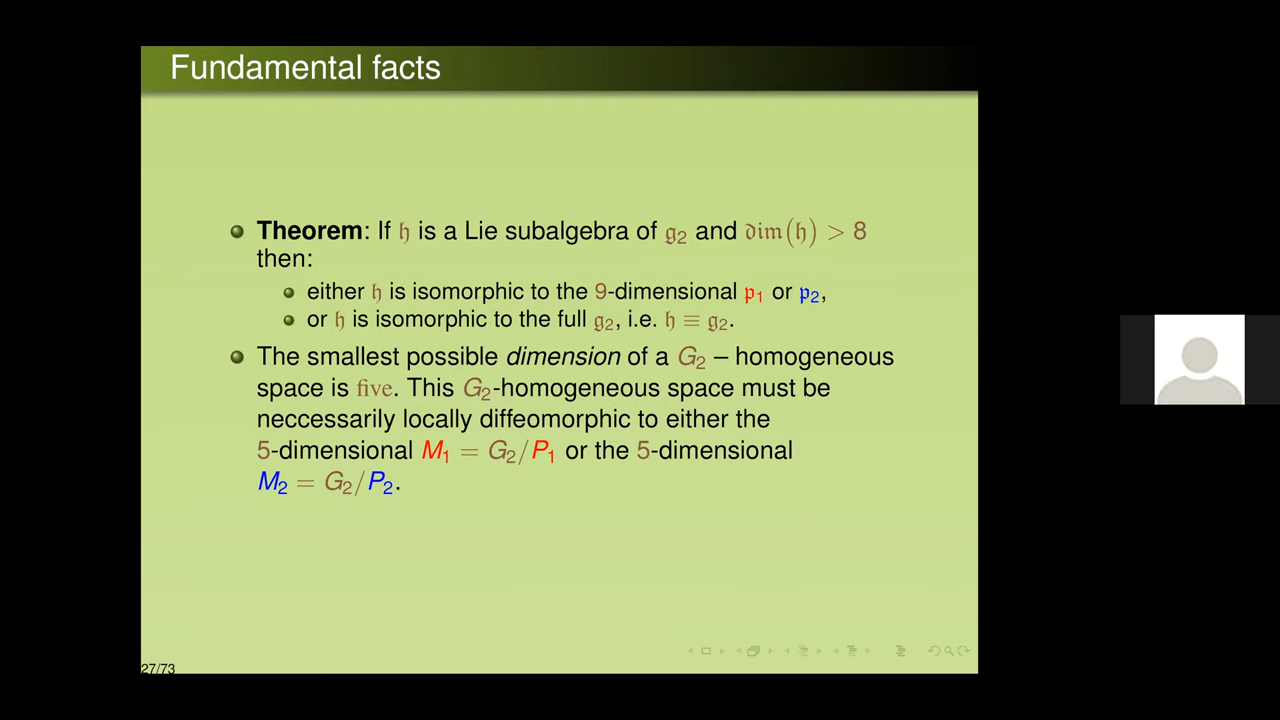 Fundamental facts
Theorem: If 𝔥 is a Lie subalgebra of 𝔤₂ and 𝔡𝔦𝔪(𝔥) > 8
then:
either 𝔥 is isomorphic to the 9-dimensional 𝔭₁ or 𝔭₂,
or 𝔥 is isomorphic to the full 𝔤₂, i.e. 𝔥 ≡ 𝔤₂.
The smallest possible dimension of a G₂ – homogeneous
space is five. This G₂-homogeneous space must be
neccessarily locally diffeomorphic to either the
5-dimensional M₁ = G₂/P₁ or the 5-dimensional
M₂ = G₂/P₂.
27/73